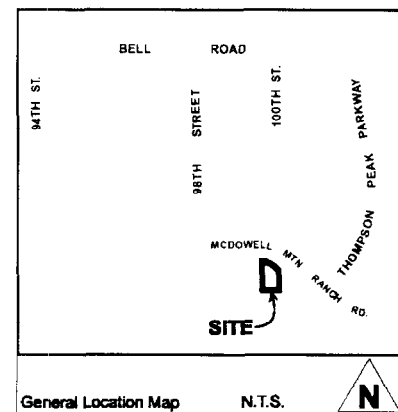 BELL ROAD
94TH ST.
98TH STREET
100TH ST.
THOMPSON PEAK PARKWAY
MCDOWELL MTN RANCH RD.
SITE
General Location Map N.T.S. N